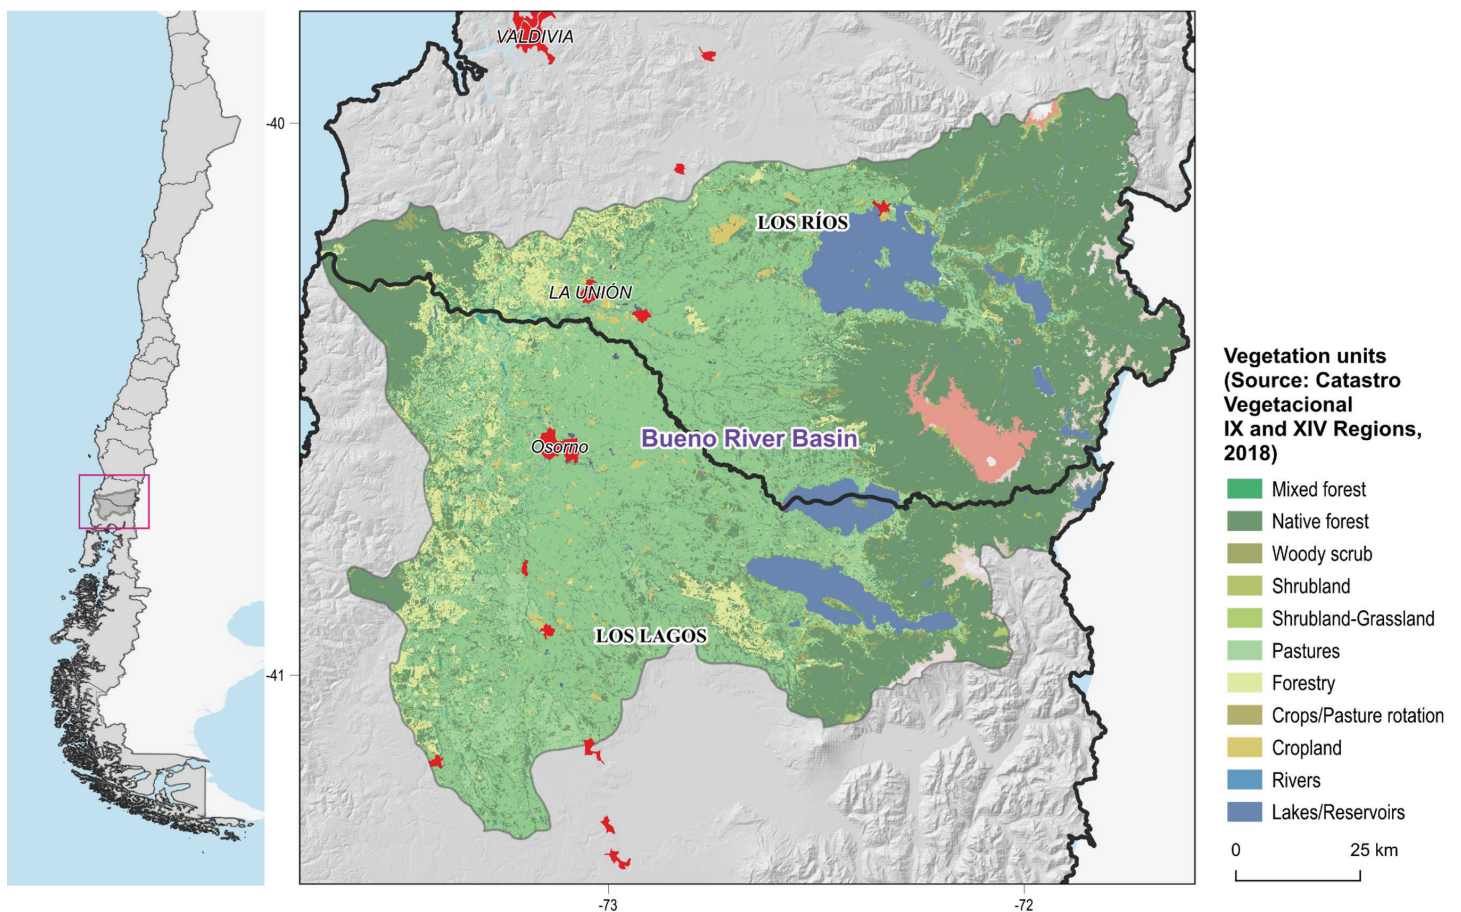 VALDIVIA
-40
LOS RÍOS
LA UNIÓN
Bueno River Basin
Osorno
LOS LAGOS
-41
-73
-72
Vegetation units
(Source: Catastro
Vegetacional
IX and XIV Regions,
2018)
Mixed forest
Native forest
Woody scrub
Shrubland
Shrubland-Grassland
Pastures
Forestry
Crops/Pasture rotation
Cropland
Rivers
Lakes/Reservoirs
0
25 km